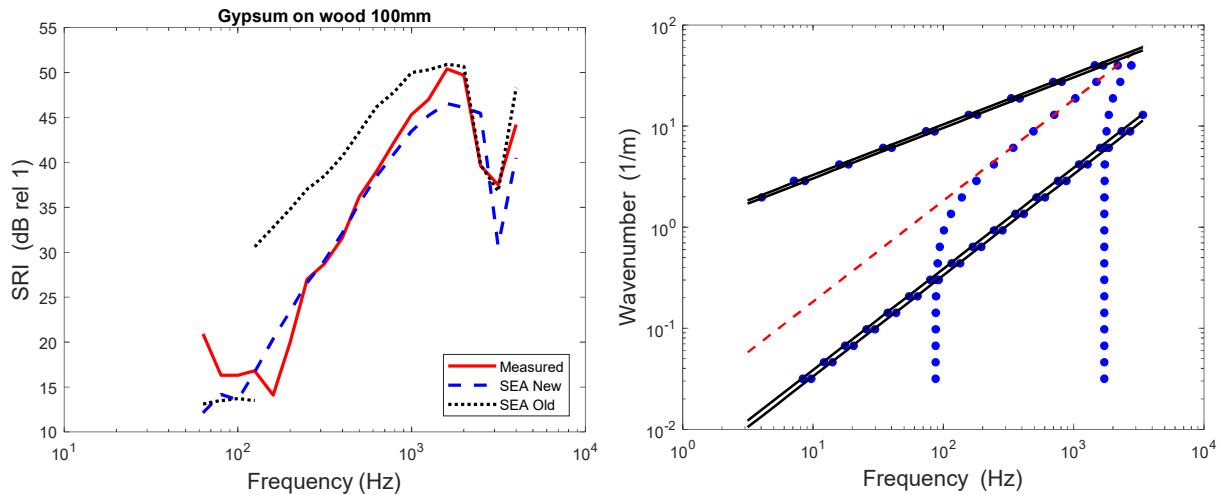 Gypsum on wood 100mm
55
50
45
40
35
30
25
20
15
10
SRI (dB rel 1)
Measured
SEA New
SEA Old
10^1 10^2 10^3 10^4
Frequency (Hz)
10^2
10^1
10^0
10^-1
10^-2
Wavenumber (1/m)
10^0 10^1 10^2 10^3 10^4
Frequency (Hz)